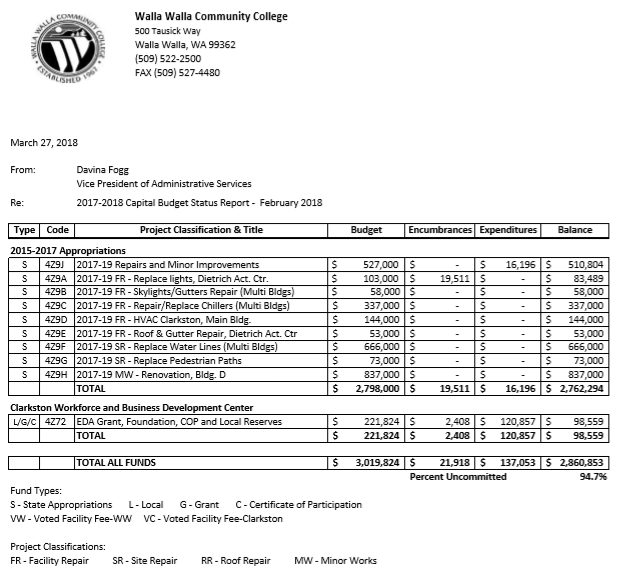 WALLA WALLA COMMUNITY COLLEGE
ESTABLISHED 1967
Walla Walla Community College
500 Tausick Way
Walla Walla, WA 99362
(509) 522-2500
FAX (509) 527-4480
March 27, 2018
From: Davina Fogg
Vice President of Administrative Services
Re: 2017-2018 Capital Budget Status Report - February 2018
Type Code Project Classification & Title Budget Encumbrances Expenditures Balance
2015-2017 Appropriations
S 4Z9J 2017-19 Repairs and Minor Improvements $ 527,000 $ - $ 16,196 $ 510,804
S 4Z9A 2017-19 FR - Replace lights, Dietrich Act. Ctr. $ 103,000 $ 19,511 $ - $ 83,489
S 4Z9B 2017-19 FR - Skylights/Gutters Repair (Multi Bldgs) $ 58,000 $ - $ - $ 58,000
S 4Z9C 2017-19 FR - Repair/Replace Chillers (Multi Bldgs) $ 337,000 $ - $ - $ 337,000
S 4Z9D 2017-19 FR - HVAC Clarkston, Main Bldg. $ 144,000 $ - $ - $ 144,000
S 4Z9E 2017-19 FR - Roof & Gutter Repair, Dietrich Act. Ctr $ 53,000 $ - $ - $ 53,000
S 4Z9F 2017-19 SR - Replace Water Lines (Multi Bldgs) $ 666,000 $ - $ - $ 666,000
S 4Z9G 2017-19 SR - Replace Pedestrian Paths $ 73,000 $ - $ - $ 73,000
S 4Z9H 2017-19 MW - Renovation, Bldg. D $ 837,000 $ - $ - $ 837,000
TOTAL $ 2,798,000 $ 19,511 $ 16,196 $ 2,762,294
Clarkston Workforce and Business Development Center
L/G/C 4Z72 EDA Grant, Foundation, COP and Local Reserves $ 221,824 $ 2,408 $ 120,857 $ 98,559
TOTAL $ 221,824 $ 2,408 $ 120,857 $ 98,559
TOTAL ALL FUNDS $ 3,019,824 $ 21,918 $ 137,053 $ 2,860,853
Percent Uncommitted 94.7%
Fund Types:
S - State Appropriations L - Local G - Grant C - Certificate of Participation
VW - Voted Facility Fee-WW VC - Voted Facility Fee-Clarkston
Project Classifications:
FR - Facility Repair SR - Site Repair RR - Roof Repair MW - Minor Works